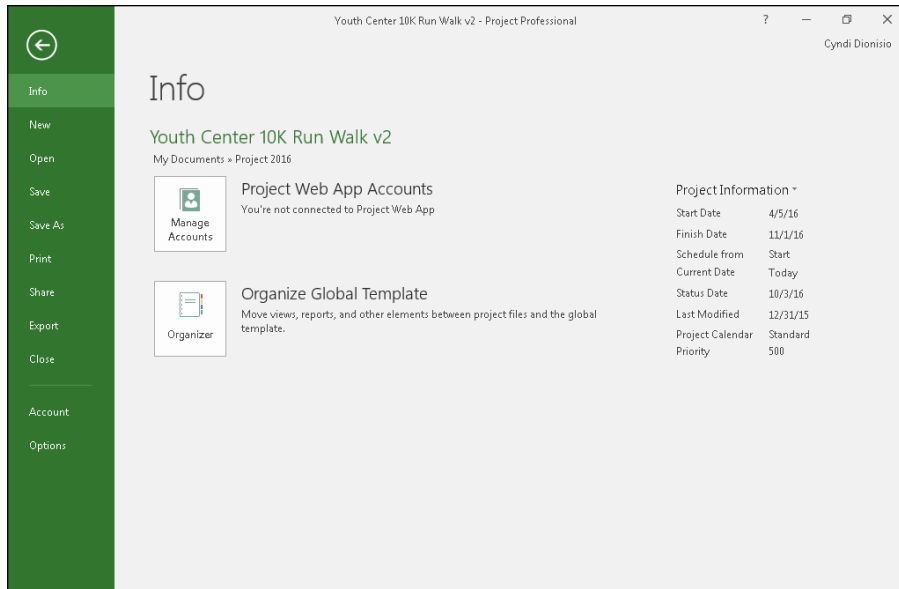 Youth Center 10K Run Walk v2 - Project Professional
?
Cyndi Dionisio
Info
New
Open
Save
Save As
Print
Share
Export
Close
Account
Options
Info
Youth Center 10K Run Walk v2
My Documents » Project 2016
Manage
Accounts
Project Web App Accounts
You're not connected to Project Web App
Organizer
Organize Global Template
Move views, reports, and other elements between project files and the global
template.
Project Information
Start Date 4/5/16
Finish Date 11/1/16
Schedule from Start
Current Date Today
Status Date 10/3/16
Last Modified 12/31/15
Project Calendar Standard
Priority 500